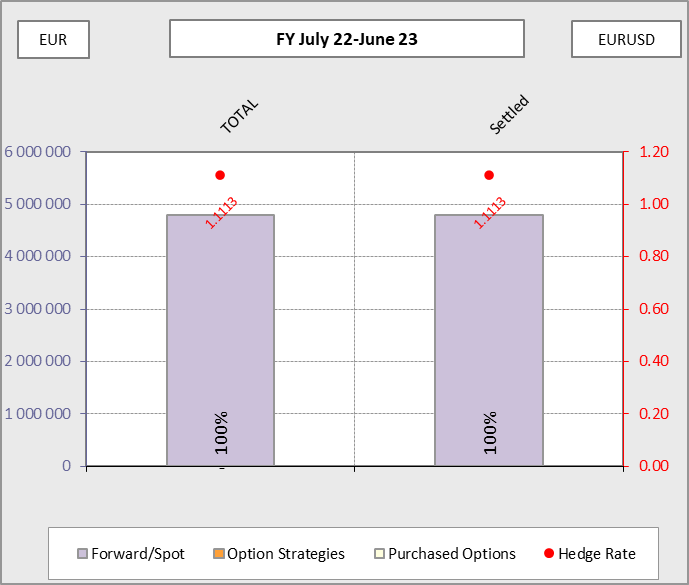 EUR
FY July 22-June 23
EURUSD
TOTAL
Settled
6 000 000
5 000 000
4 000 000
3 000 000
2 000 000
1 000 000
0
1.20
1.00
0.80
0.60
0.40
0.20
0.00
1.1113
1.1113
100%
100%
-
Forward/Spot
Option Strategies
Purchased Options
Hedge Rate